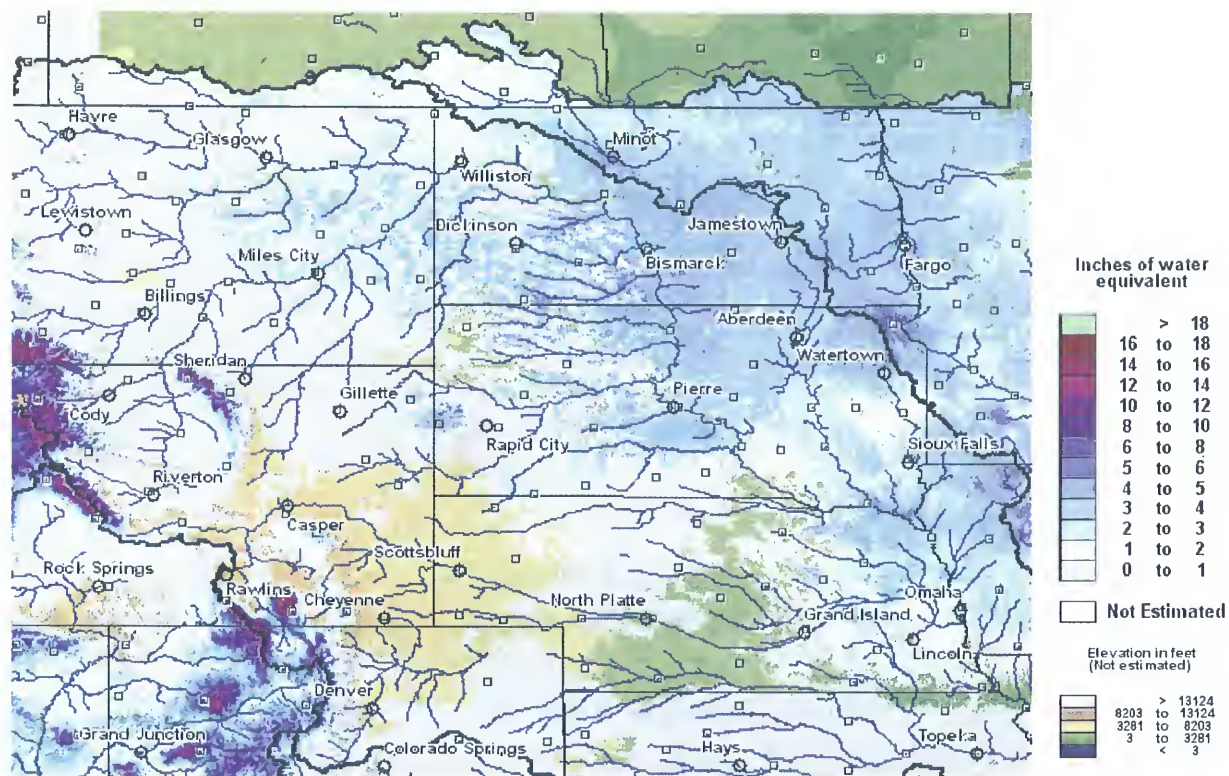 Havre
Glasgow
Minot
Williston
Lewistown
Dickinson
Jamestown
Miles City
Bismarck
Fargo
Billings
Aberdeen
Sheridan
Watertown
Cody
Gillette
Pierre
Rapid City
Sioux Falls
Riverton
Casper
Scottsbluff
Rock Springs
Rawlins
Cheyenne
North Platte
Omaha
Grand Island
Lincoln
Denver
Grand Junction
Colorado Springs
Hays
Topeka
Inches of water
equivalent
> 18
16 to 18
14 to 16
12 to 14
10 to 12
8 to 10
6 to 8
5 to 6
4 to 5
3 to 4
2 to 3
1 to 2
0 to 1
Not Estimated
Elevation in feet
(Not estimated)
> 13124
8203 to 13124
3281 to 8203
3 to 3281
< 3